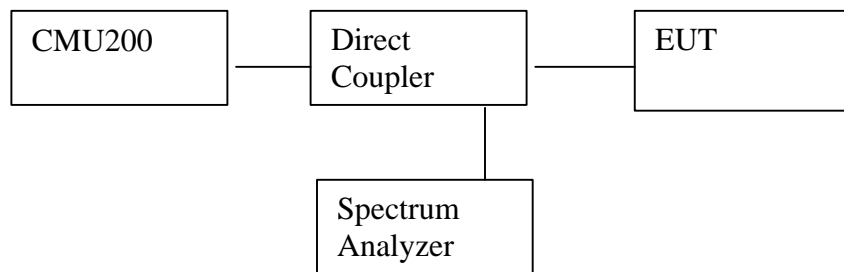 CMU200
Direct
Coupler
EUT
Spectrum
Analyzer